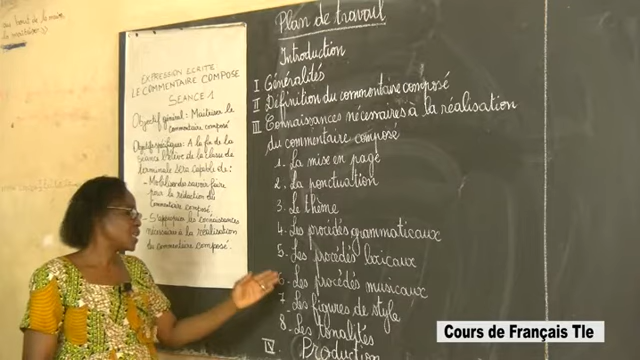 Plan de travail
Introduction
I Généralités
II Définition du commentaire composé
III Connaissances nécessaires à la réalisation
du commentaire composé
1. La mise en page
2. La ponctuation
3. Le thème
4. Les procédés grammaticaux
5. Les procédés lexicaux
6. Les procédés musicaux
7. Les figures de style
8. Les tonalités
IV. Production
EXPRESSION ECRITE
LE COMMENTAIRE COMPOSE
SEANCE 1
Objectif général : Maîtriser le
commentaire composé
Objectifs spécifiques : A la fin de la
séance l'élève de la classe de
terminale sera capable de :
- Mobiliser des savoir faire
pour la rédaction du
commentaire composé.
- S'approprier les connaissances
nécessaires à la réalisation
du commentaire composé.
Cours de Français Tle